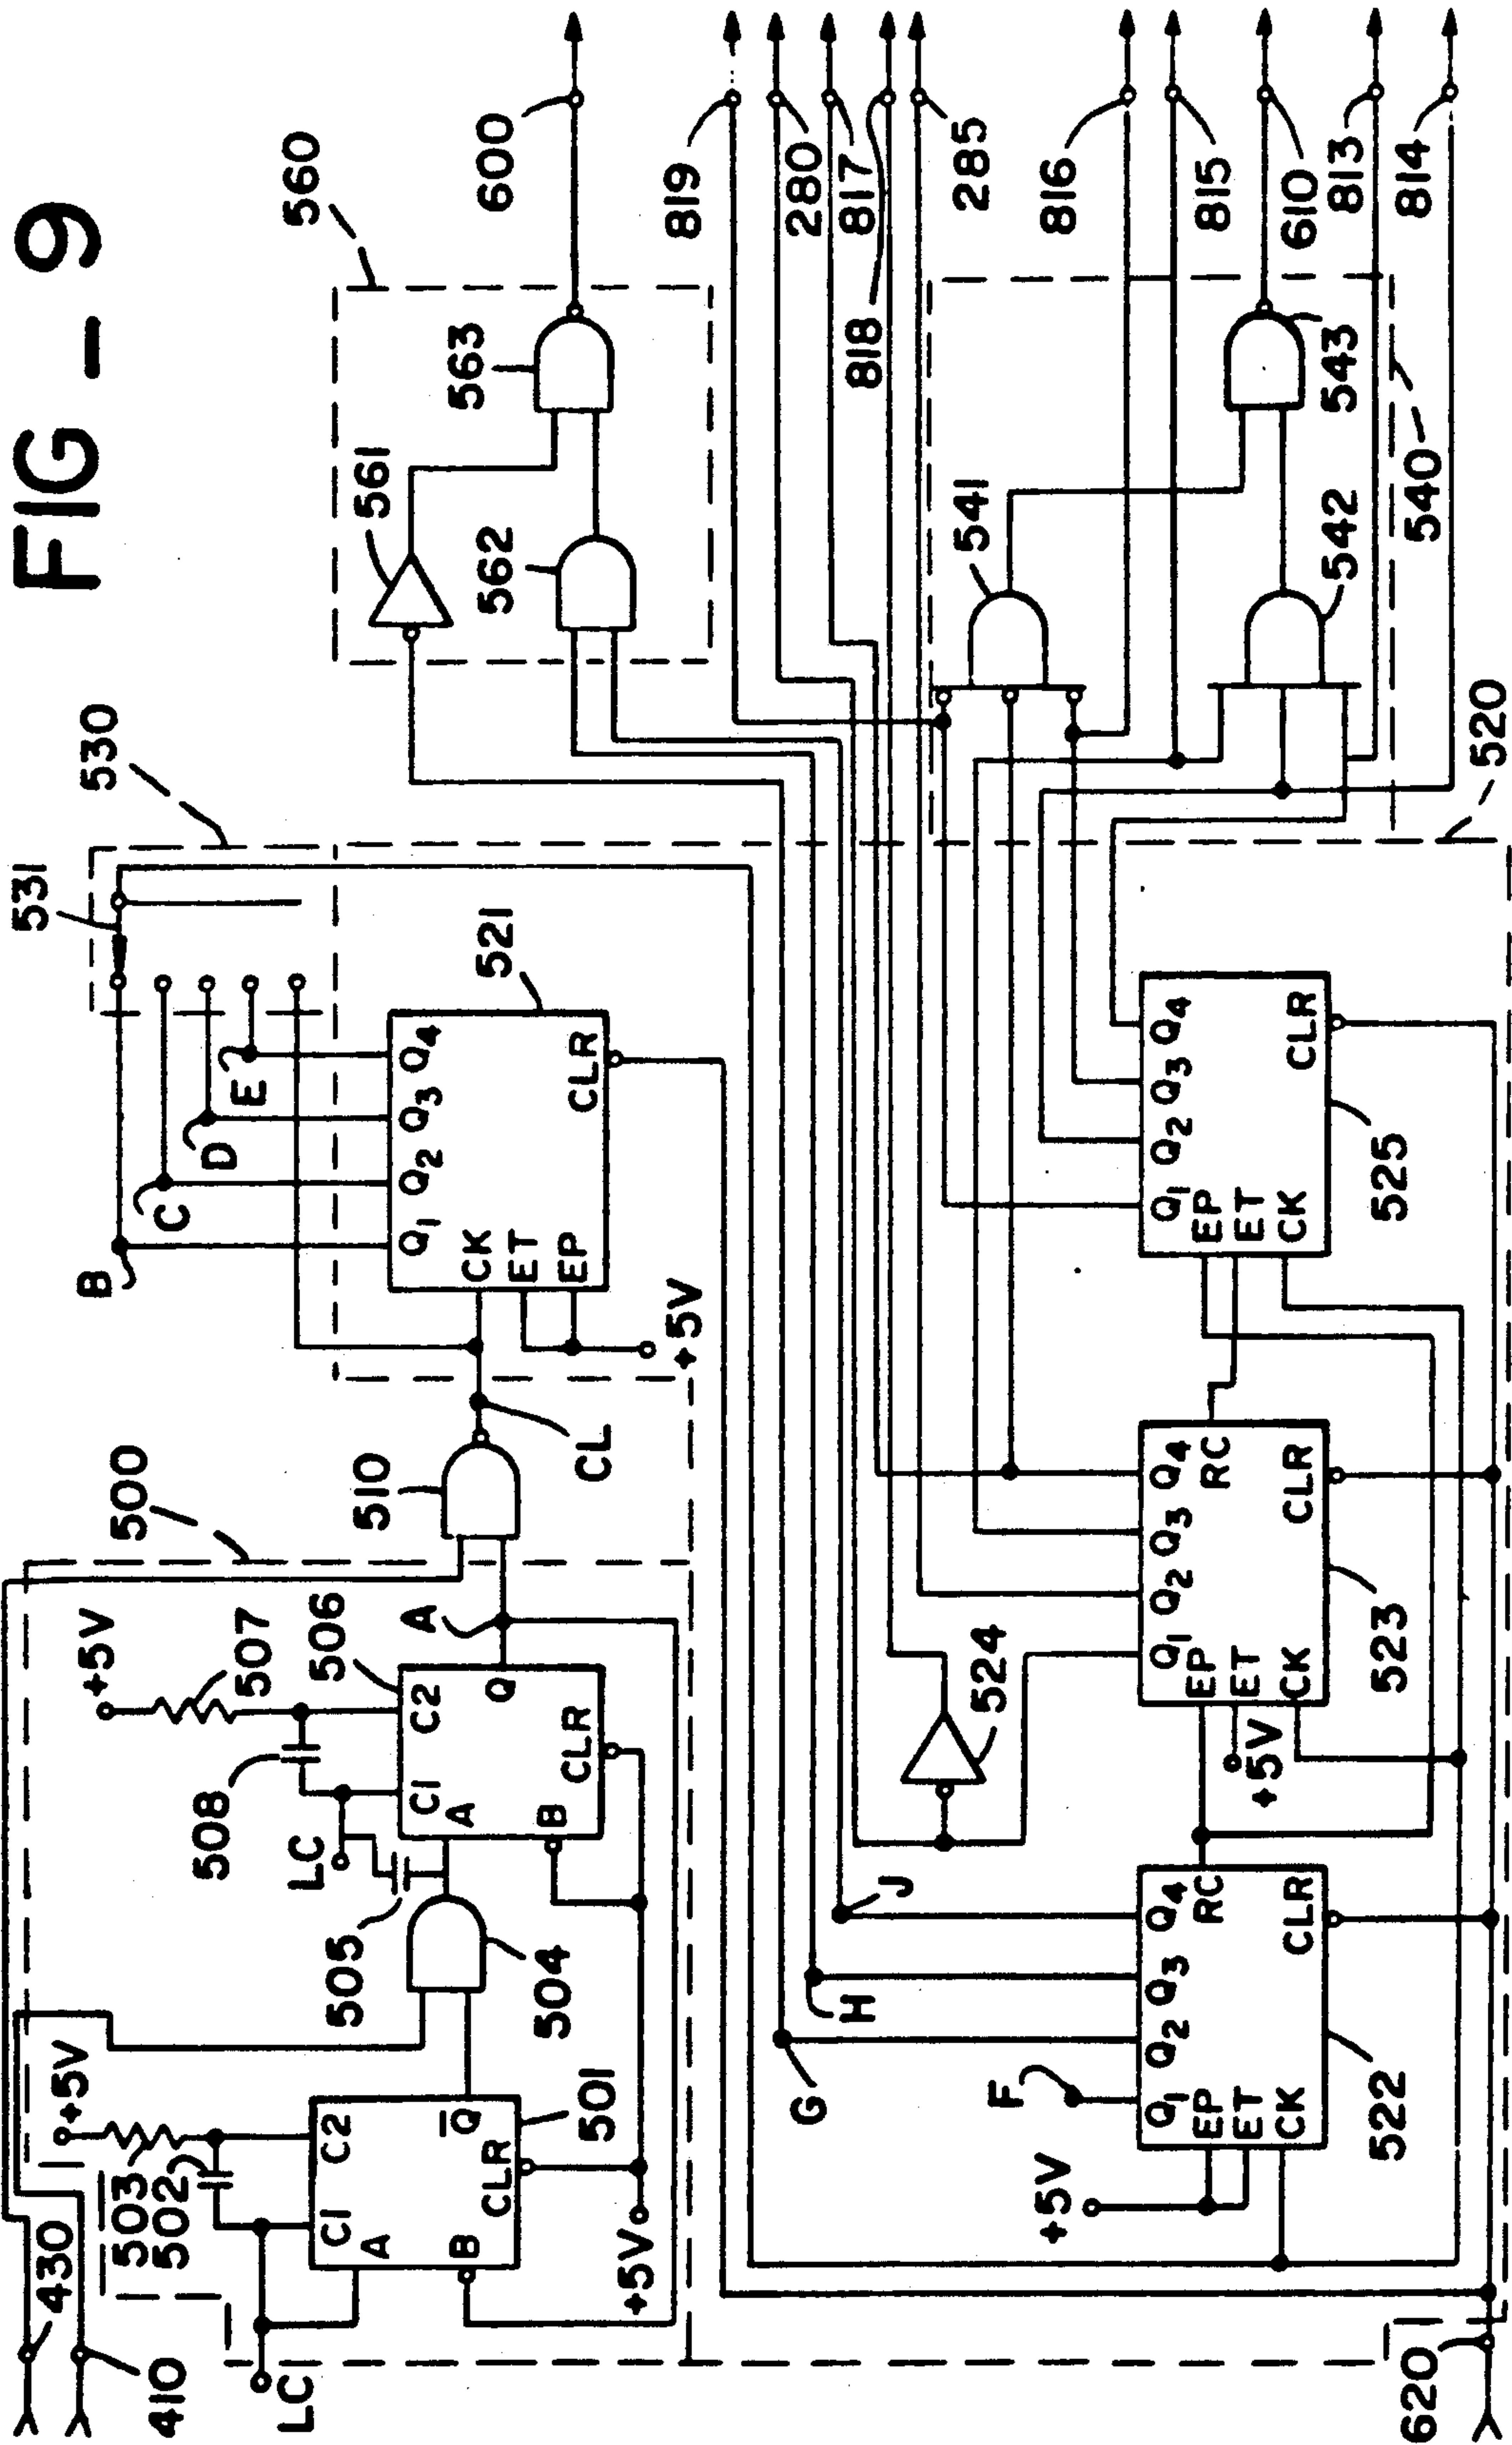 FIG - 9
430
410
503
502
+5V
LC
C1
C2
A
B
Q̅
CLR
501
+5V
504
505
LC
508
+5V
507
506
C1
C2
A
B
Q
CLR
A
500
510
CL
530
531
B
C
D
E
Q1
Q2
Q3
Q4
CK
ET
EP
CLR
521
+5V
560
561
562
563
600
819
280
817
818
285
816
815
610
813
814
541
542
543
540
520
G
H
J
F
+5V
Q1
Q2
Q3
Q4
EP
ET
CK
RC
CLR
522
524
+5V
Q1
Q2
Q3
Q4
EP
ET
CK
RC
CLR
523
Q1
Q2
Q3
Q4
EP
ET
CK
CLR
525
620